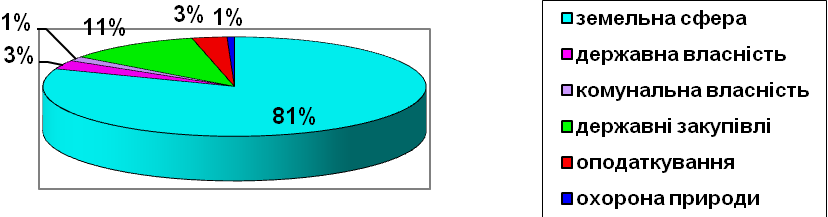 1%
11%
3%
1%
3%
81%
земельна сфера
державна власність
комунальна власність
державні закупівлі
оподаткування
охорона природи